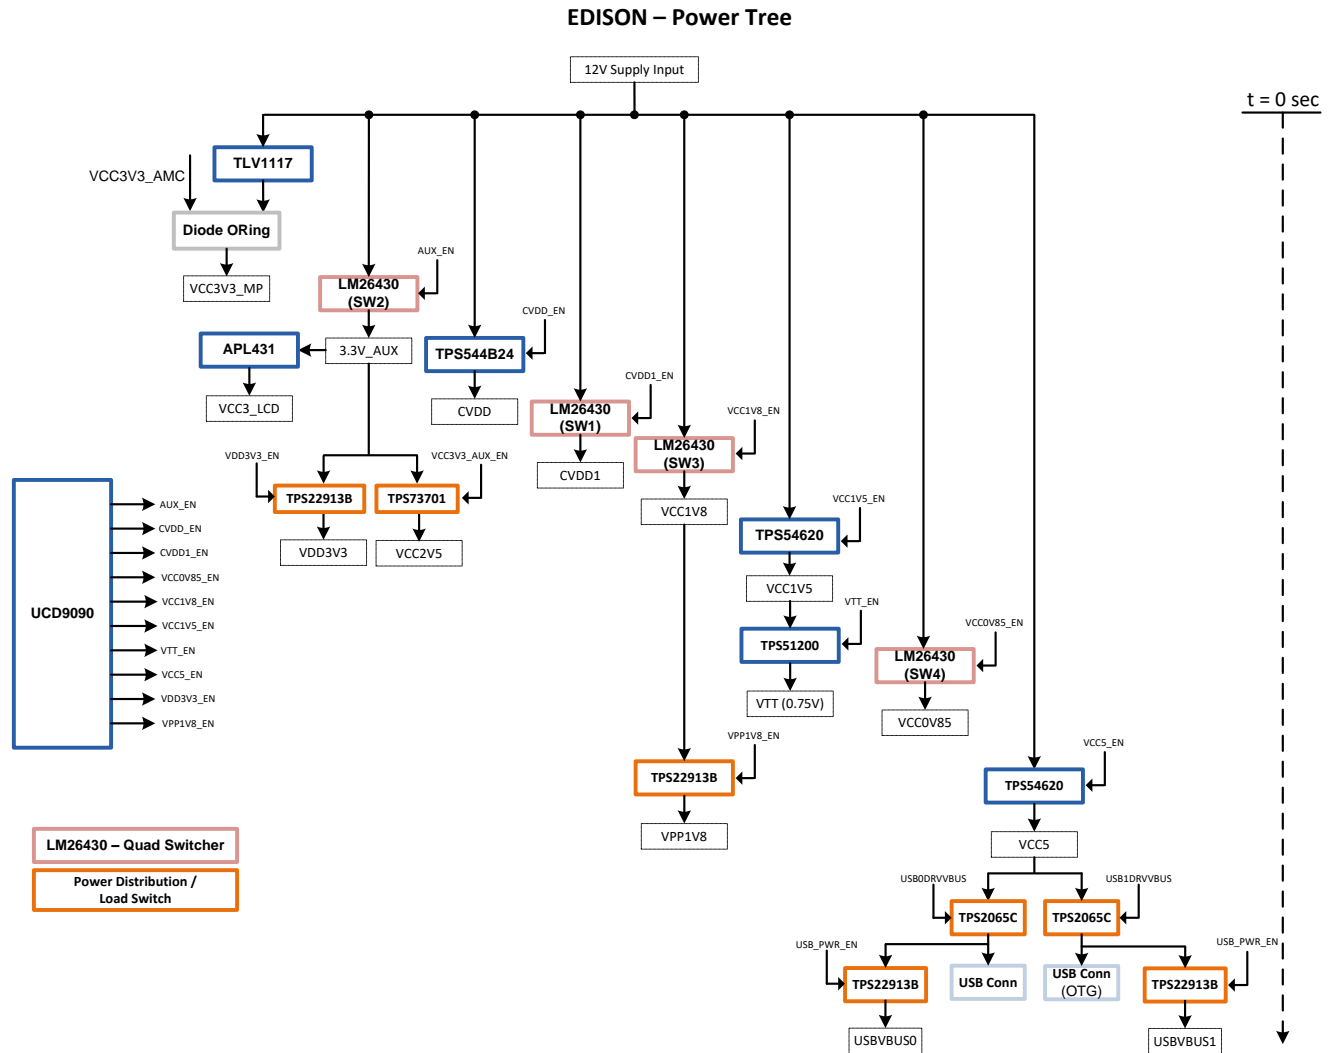 EDISON – Power Tree
12V Supply Input
t = 0 sec
TLV1117
VCC3V3_AMC
Diode ORing
VCC3V3_MP
AUX_EN
LM26430
(SW2)
APL431
3.3V_AUX
VCC3_LCD
CVDD_EN
TPS544B24
CVDD
CVDD1_EN
LM26430
(SW1)
CVDD1
VCC1V8_EN
LM26430
(SW3)
VCC1V8
VDD3V3_EN
VCC3V3_AUX_EN
TPS22913B
TPS73701
VDD3V3
VCC2V5
VCC1V5_EN
TPS54620
VCC1V5
VTT_EN
TPS51200
VTT (0.75V)
VCC0V85_EN
LM26430
(SW4)
VCC0V85
UCD9090
AUX_EN
CVDD_EN
CVDD1_EN
VCC0V85_EN
VCC1V8_EN
VCC1V5_EN
VTT_EN
VCC5_EN
VDD3V3_EN
VPP1V8_EN
VPP1V8_EN
TPS22913B
VPP1V8
VCC5_EN
TPS54620
VCC5
LM26430 – Quad Switcher
Power Distribution /
Load Switch
USB0DRVVBUS
USB1DRVVBUS
TPS2065C
TPS2065C
USB_PWR_EN
USB_PWR_EN
TPS22913B
USB Conn
USB Conn
(OTG)
TPS22913B
USBVBUS0
USBVBUS1